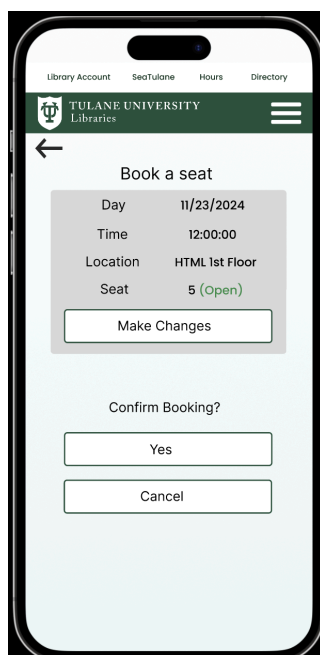 Library Account SeaTulane Hours Directory
TULANE UNIVERSITY
Libraries
Book a seat
Day 11/23/2024
Time 12:00:00
Location HTML 1st Floor
Seat 5 (Open)
Make Changes
Confirm Booking?
Yes
Cancel